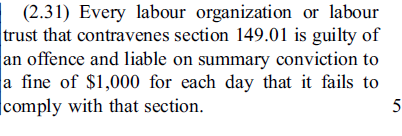 (2.31) Every labour organization or labour
trust that contravenes section 149.01 is guilty of
an offence and liable on summary conviction to
a fine of $1,000 for each day that it fails to
comply with that section. 5